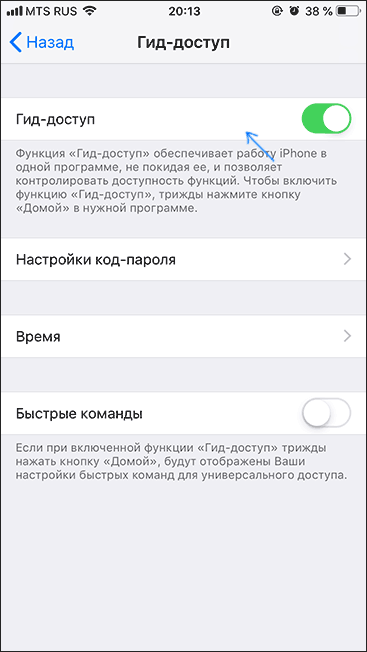 MTS RUS 20:13 38 %
Назад Гид-доступ
Гид-доступ
Функция «Гид-доступ» обеспечивает работу iPhone в
одной программе, не покидая ее, и позволяет
контролировать доступность функций. Чтобы включить
функцию «Гид-доступ», трижды нажмите кнопку
«Домой» в нужной программе.
Настройки код-пароля
Время
Быстрые команды
Если при включенной функции «Гид-доступ» трижды
нажать кнопку «Домой», будут отображены Ваши
настройки быстрых команд для универсального доступа.